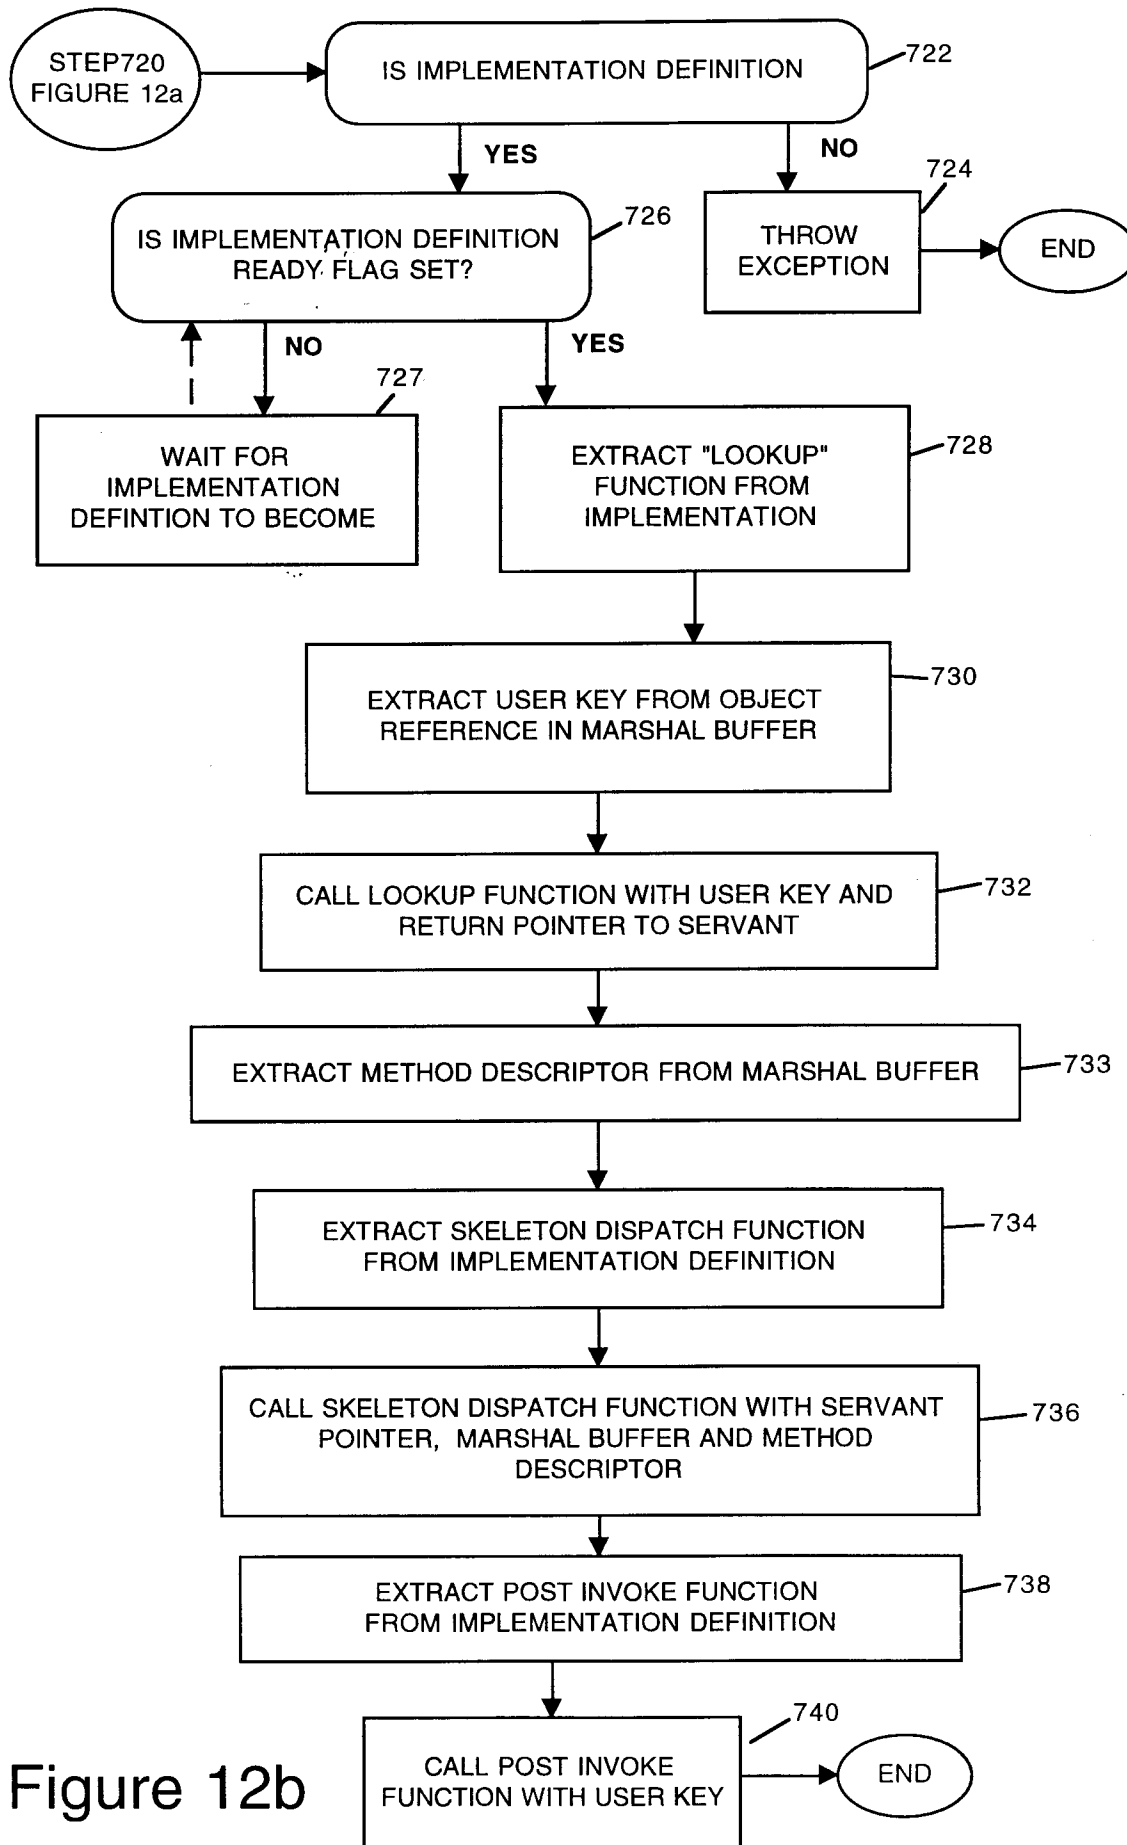 STEP720
FIGURE 12a
IS IMPLEMENTATION DEFINITION
722
YES
NO
724
THROW
EXCEPTION
END
726
IS IMPLEMENTATION DEFINITION
READY FLAG SET?
NO
YES
727
WAIT FOR
IMPLEMENTATION
DEFINTION TO BECOME
EXTRACT "LOOKUP"
FUNCTION FROM
IMPLEMENTATION
728
EXTRACT USER KEY FROM OBJECT
REFERENCE IN MARSHAL BUFFER
730
CALL LOOKUP FUNCTION WITH USER KEY AND
RETURN POINTER TO SERVANT
732
EXTRACT METHOD DESCRIPTOR FROM MARSHAL BUFFER
733
EXTRACT SKELETON DISPATCH FUNCTION
FROM IMPLEMENTATION DEFINITION
734
CALL SKELETON DISPATCH FUNCTION WITH SERVANT
POINTER, MARSHAL BUFFER AND METHOD
DESCRIPTOR
736
EXTRACT POST INVOKE FUNCTION
FROM IMPLEMENTATION DEFINITION
738
740
CALL POST INVOKE
FUNCTION WITH USER KEY
END
Figure 12b